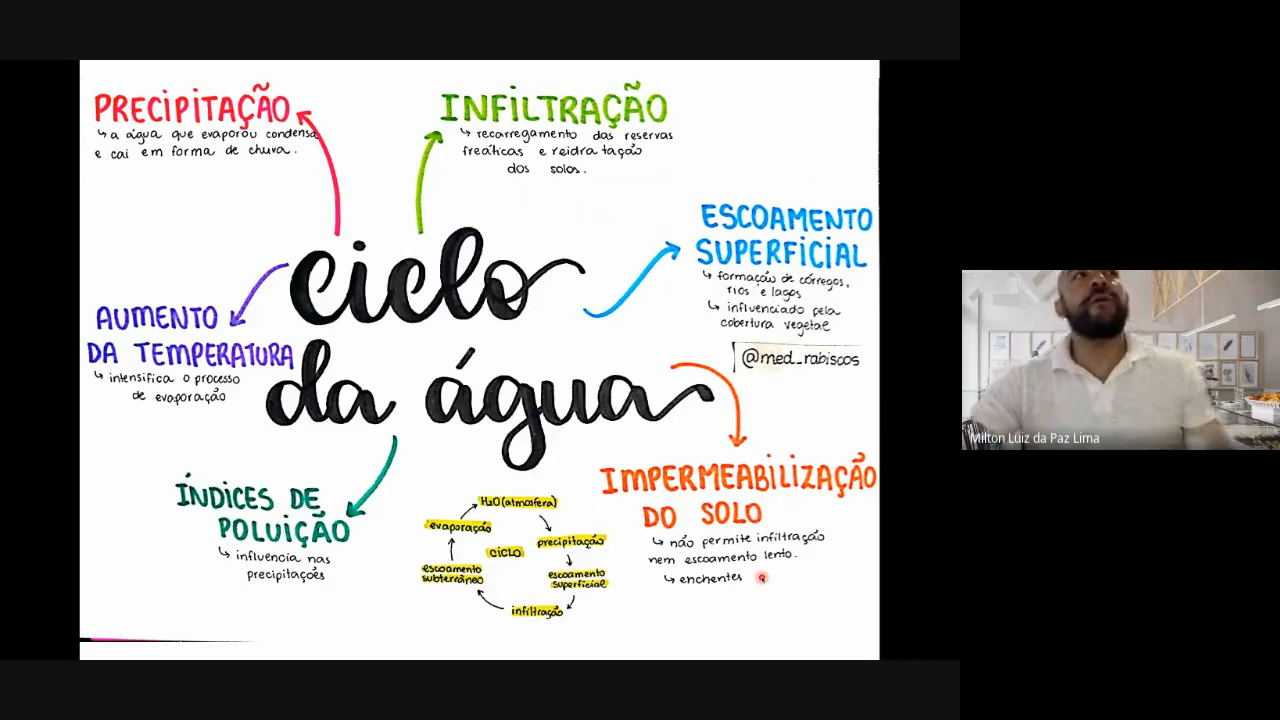 PRECIPITAÇÃO
↳ a água que evaporou condensa
e cai em forma de chuva.
INFILTRAÇÃO
↳ recarregamento das reservas
freáticas e reidratação
dos solos.
ESCOAMENTO
SUPERFICIAL
↳ formação de córregos,
rios e lagos
↳ influenciado pela
cobertura vegetal
@med_rabiscos
ciclo
da água
AUMENTO
DA TEMPERATURA
↳ intensifica o processo
de evaporação
ÍNDICES DE
POLUIÇÃO
↳ influencia nas
precipitações
H2O (atmosfera)
precipitação
escoamento
superficial
infiltração
escoamento
subterrâneo
evaporação
CICLO
IMPERMEABILIZAÇÃO
DO SOLO
↳ não permite infiltração
nem escoamento lento.
↳ enchentes
Milton Luiz da Paz Lima